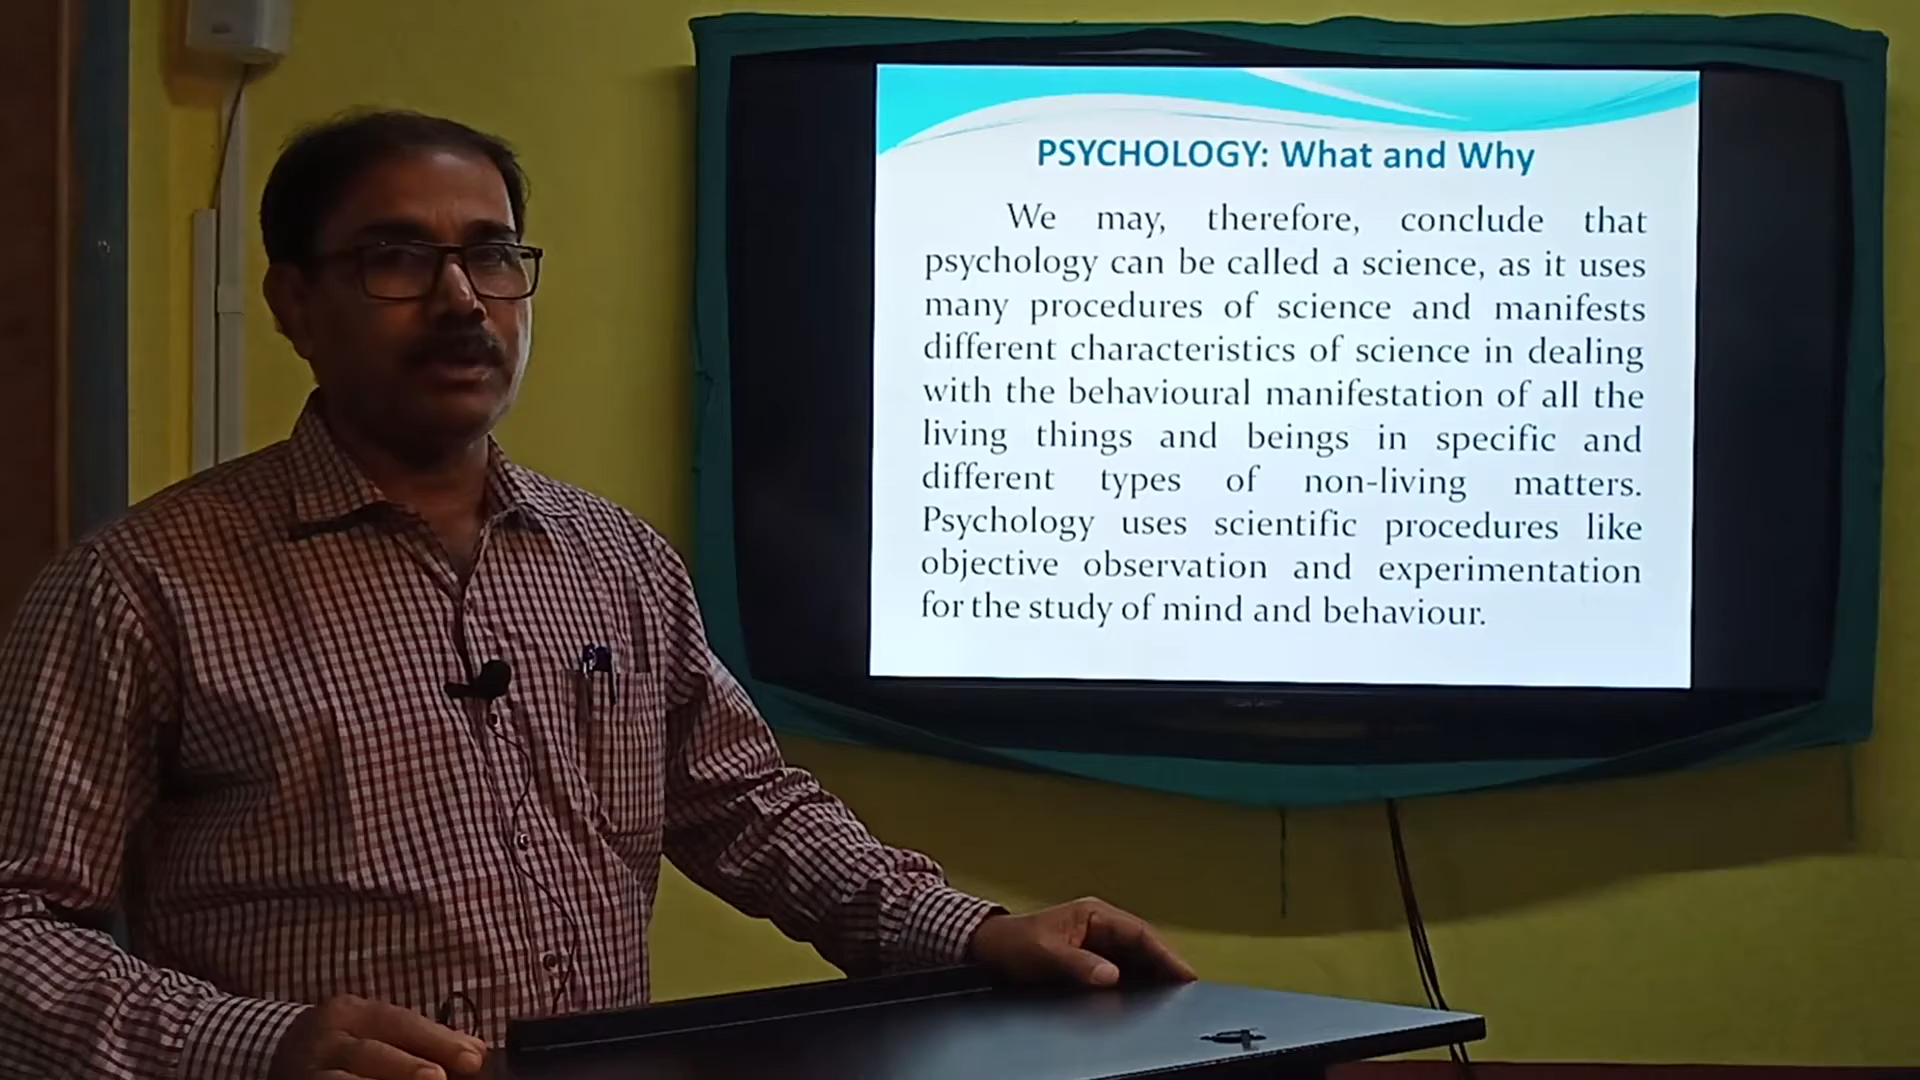 PSYCHOLOGY: What and Why
We may, therefore, conclude that
psychology can be called a science, as it uses
many procedures of science and manifests
different characteristics of science in dealing
with the behavioural manifestation of all the
living things and beings in specific and
different types of non-living matters.
Psychology uses scientific procedures like
objective observation and experimentation
for the study of mind and behaviour.